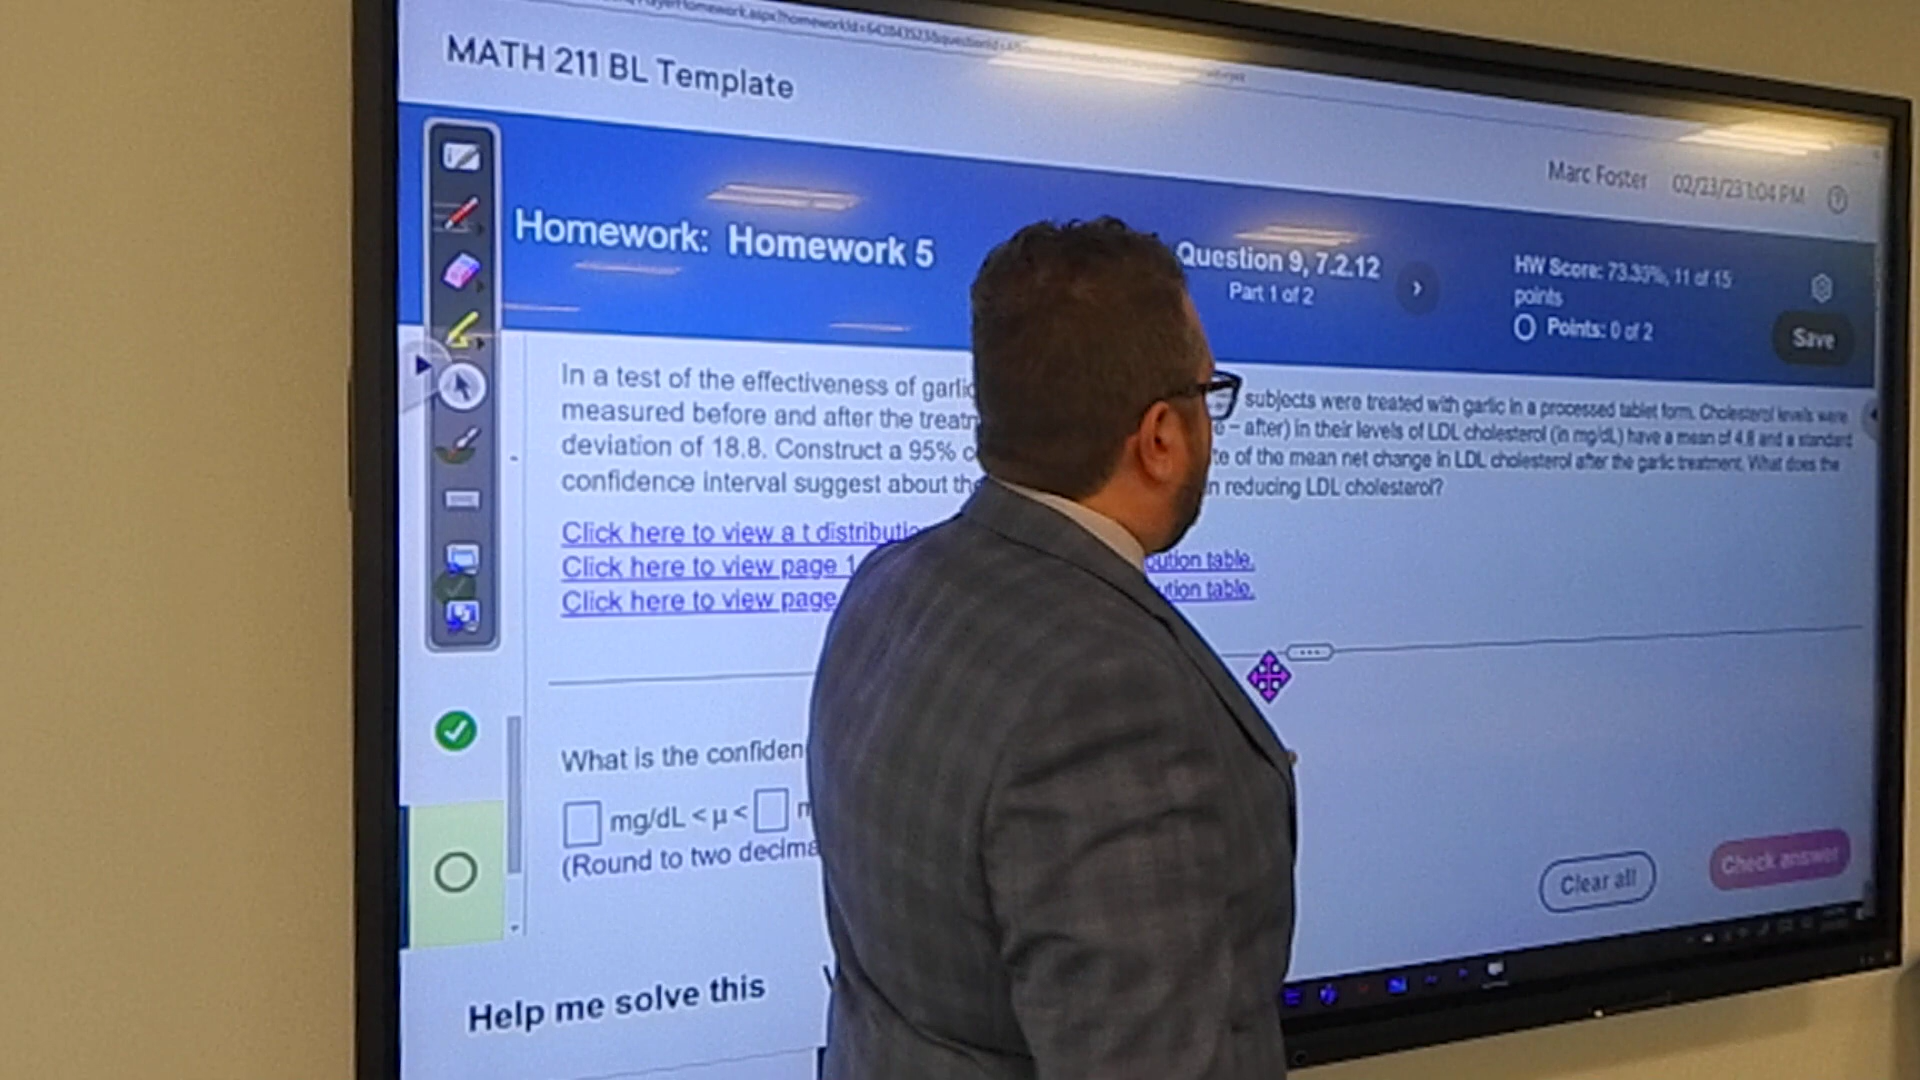 MATH 211 BL Template
Marc Foster 02/23/23 1:04 PM
Homework: Homework 5
Question 9, 7.2.12
Part 1 of 2
HW Score: 73.33%, 11 of 15
points
Points: 0 of 2
Save
In a test of the effectiveness of garlic subjects were treated with garlic in a processed tablet form. Cholesterol levels were
measured before and after the - after) in their levels of LDL cholesterol (in mg/dL) have a mean of 4.8 and a standard
deviation of 18.8. Construct a 95% of the mean net change in LDL cholesterol after the garlic treatment. What does the
confidence interval suggest about reducing LDL cholesterol?
Click here to view a t
Click here to view page 1 table.
Click here to view page table.
What is the
mg/dL < μ <
(Round to two
Clear all
Check answer
Help me solve this